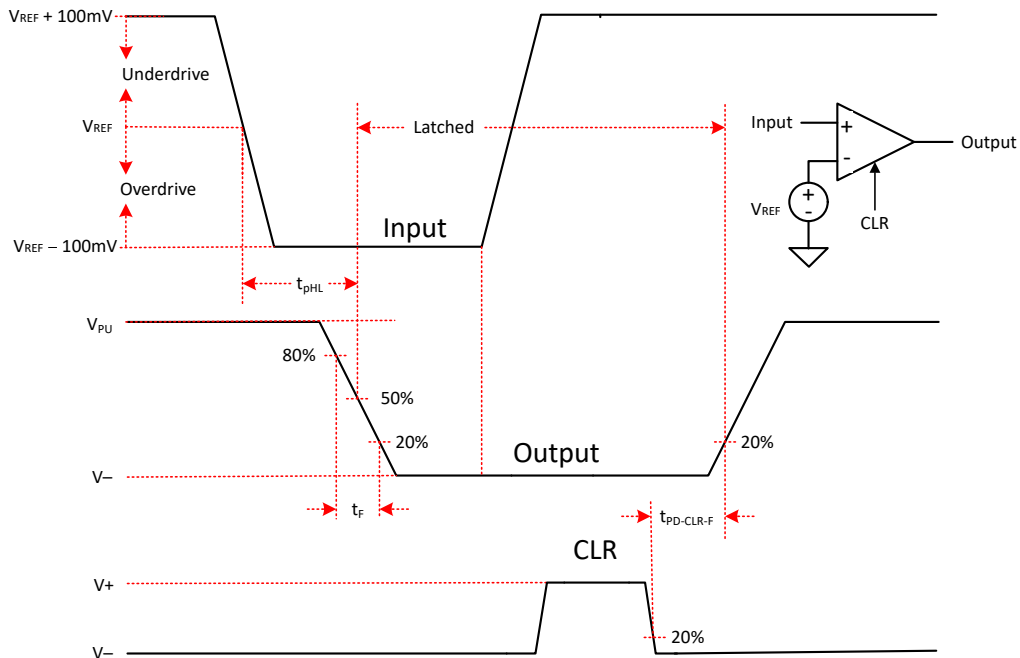 VREF + 100mV
Underdrive
VREF
Latched
Input
+
-
Output
Overdrive
VREF
+
-
CLR
VREF – 100mV
Input
tpHL
VPU
80%
50%
20%
20%
Output
V–
tF
tPD-CLR-F
CLR
V+
20%
V–